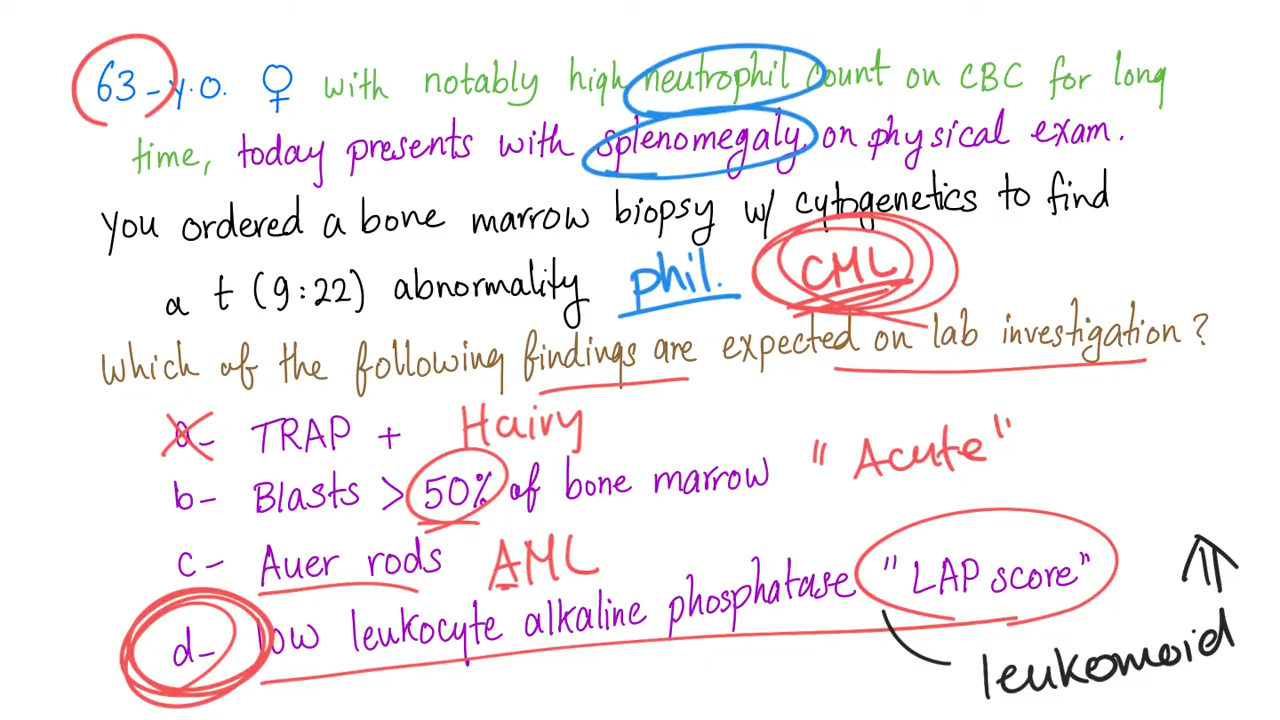 63-y.o. ♀ with notably high neutrophil count on CBC for long
time, today presents with splenomegaly on physical exam.
You ordered a bone marrow biopsy w/ cytogenetics to find
a t (9:22) abnormality phil. CML
Which of the following findings are expected on lab investigation?
a- TRAP + Hairy
b- Blasts > 50% of bone marrow "Acute"
c- Auer rods AML
d- low leukocyte alkaline phosphatase "LAP score" ⇑
leukomoid